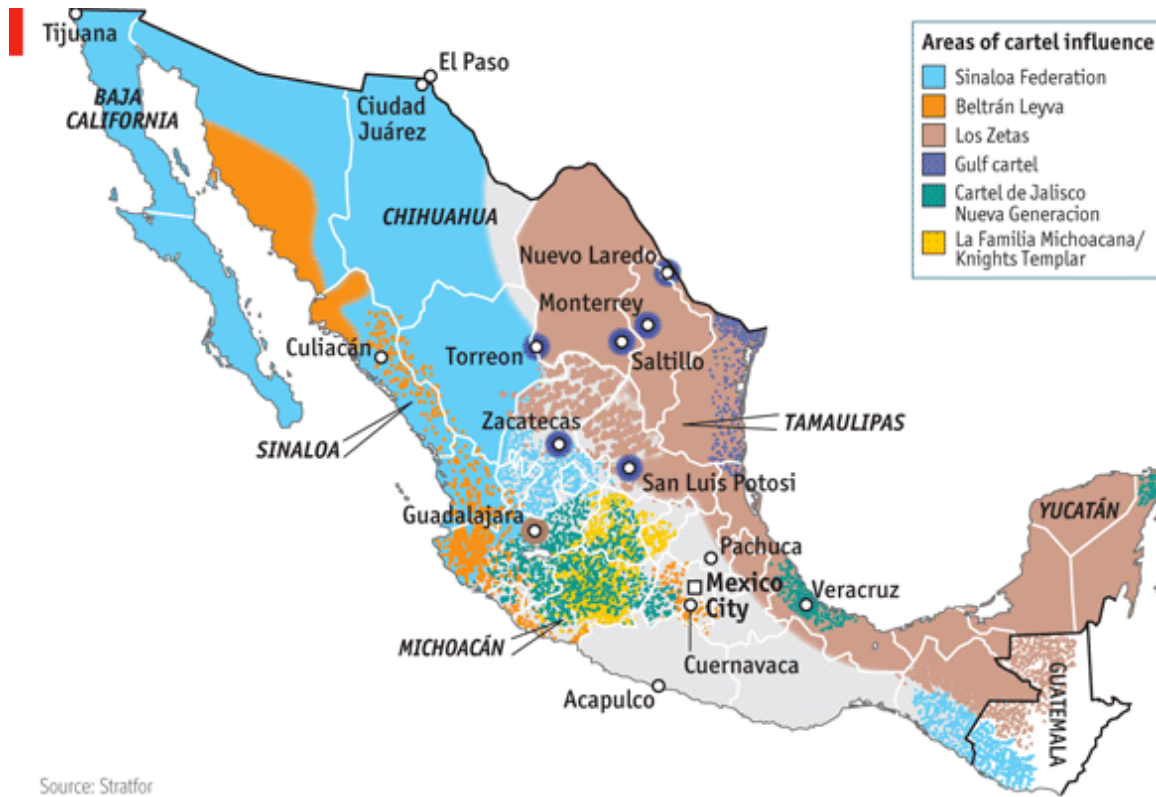 Tijuana
BAJA
CALIFORNIA
El Paso
Ciudad
Juárez
CHIHUAHUA
Nuevo Laredo
Monterrey
Culiacán
Torreon
Saltillo
Zacatecas
SINALOA
TAMAULIPAS
San Luis Potosi
Guadalajara
Pachuca
Mexico
City
Veracruz
YUCATÁN
MICHOACÁN
Cuernavaca
Acapulco
GUATEMALA
Areas of cartel influence
Sinaloa Federation
Beltrán Leyva
Los Zetas
Gulf cartel
Cartel de Jalisco
Nueva Generacion
La Familia Michoacana/
Knights Templar
Source: Stratfor